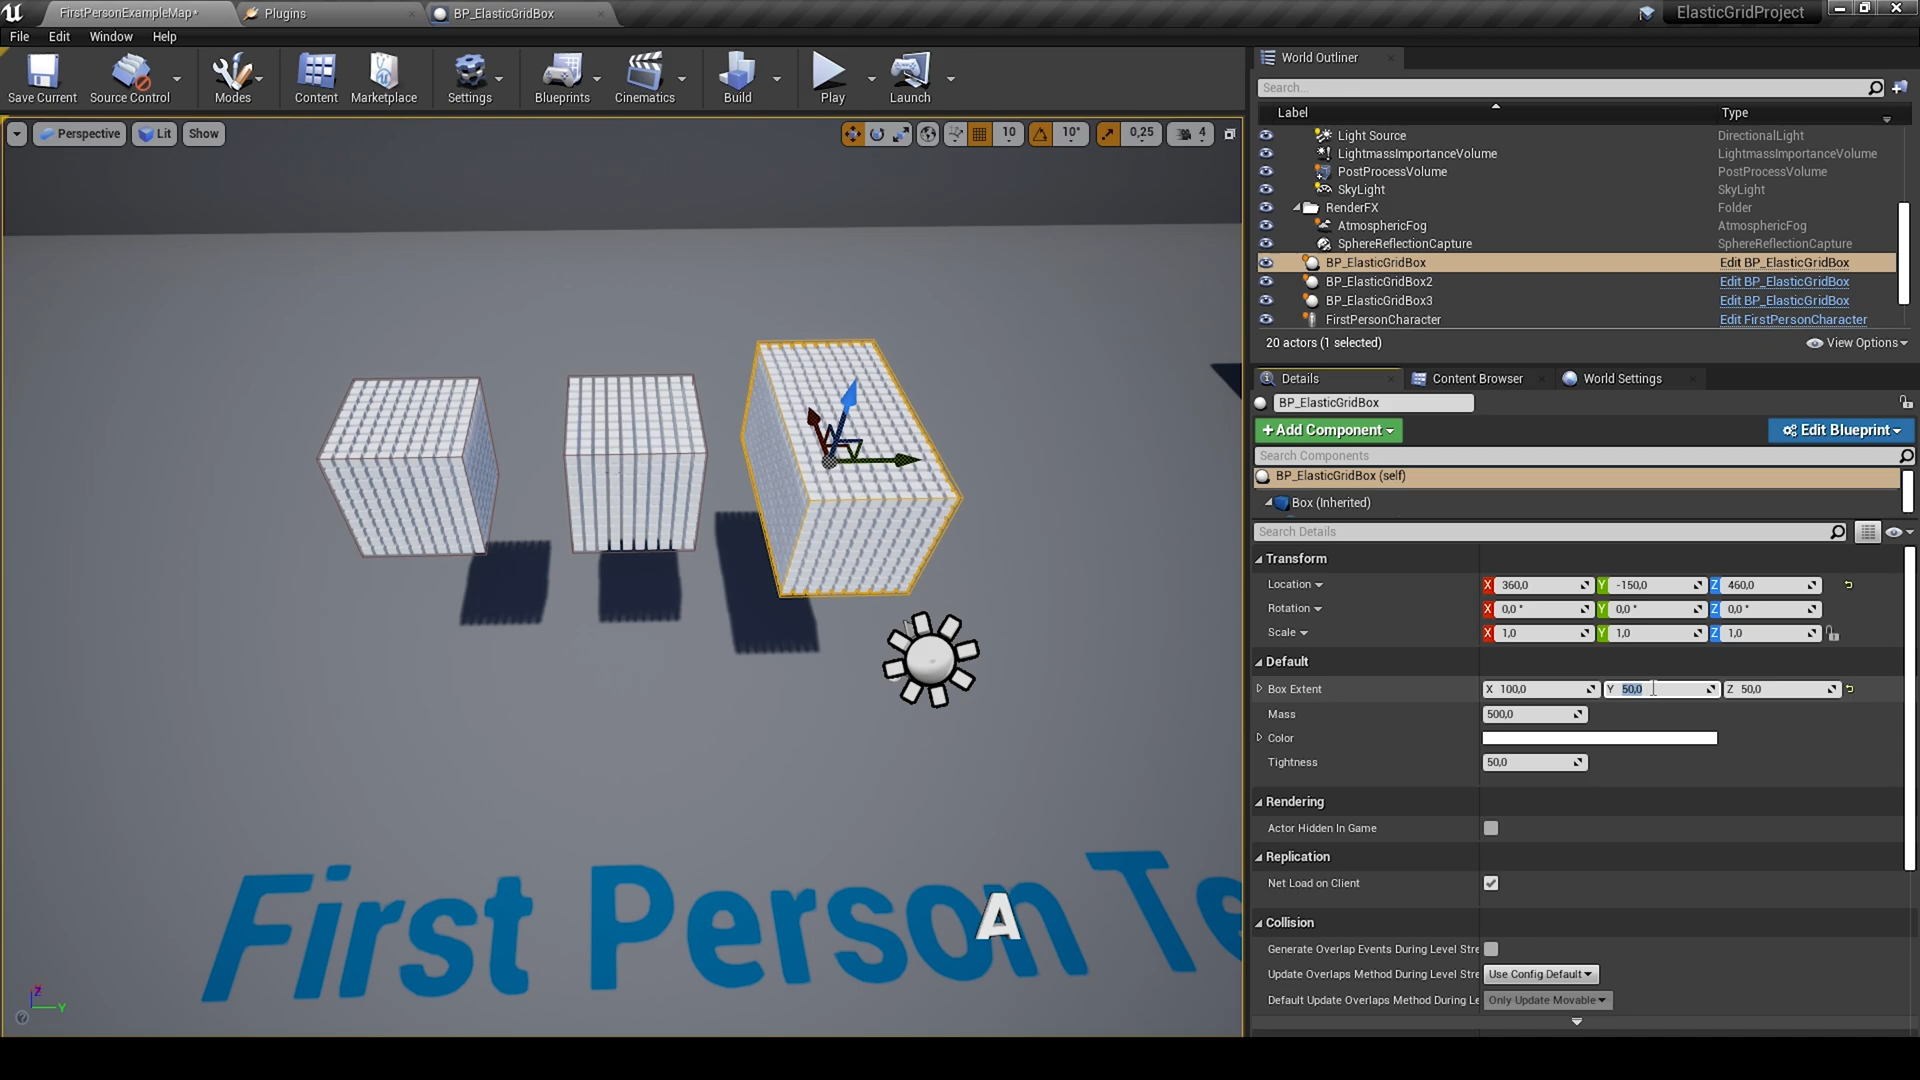 FirstPersonExampleMap*
Plugins
BP_ElasticGridBox
ElasticGridProject
File
Edit
Window
Help
Save Current
Source Control
Modes
Content
Marketplace
Settings
Blueprints
Cinematics
Build
Play
Launch
Perspective
Lit
Show
10
10°
0,25
4
World Outliner
Search...
Label
Type
Light Source
DirectionalLight
LightmassImportanceVolume
LightmassImportanceVolume
PostProcessVolume
PostProcessVolume
SkyLight
SkyLight
RenderFX
Folder
AtmosphericFog
AtmosphericFog
SphereReflectionCapture
SphereReflectionCapture
BP_ElasticGridBox
Edit BP_ElasticGridBox
BP_ElasticGridBox2
Edit BP_ElasticGridBox
BP_ElasticGridBox3
Edit BP_ElasticGridBox
FirstPersonCharacter
Edit FirstPersonCharacter
20 actors (1 selected)
View Options
Details
Content Browser
World Settings
BP_ElasticGridBox
+Add Component
Edit Blueprint
Search Components
BP_ElasticGridBox (self)
Box (Inherited)
Search Details
Transform
Location
X 360,0
Y -150,0
Z 460,0
Rotation
X 0,0 °
Y 0,0 °
Z 0,0 °
Scale
X 1,0
Y 1,0
Z 1,0
Default
Box Extent
X 100,0
Y 50,0
Z 50,0
Mass
500,0
Color
Tightness
50,0
Rendering
Actor Hidden In Game
Replication
Net Load on Client
Collision
Generate Overlap Events During Level Stre
Update Overlaps Method During Level Stre
Use Config Default
Default Update Overlaps Method During Le
Only Update Movable
First Person Te
A
Z
Y